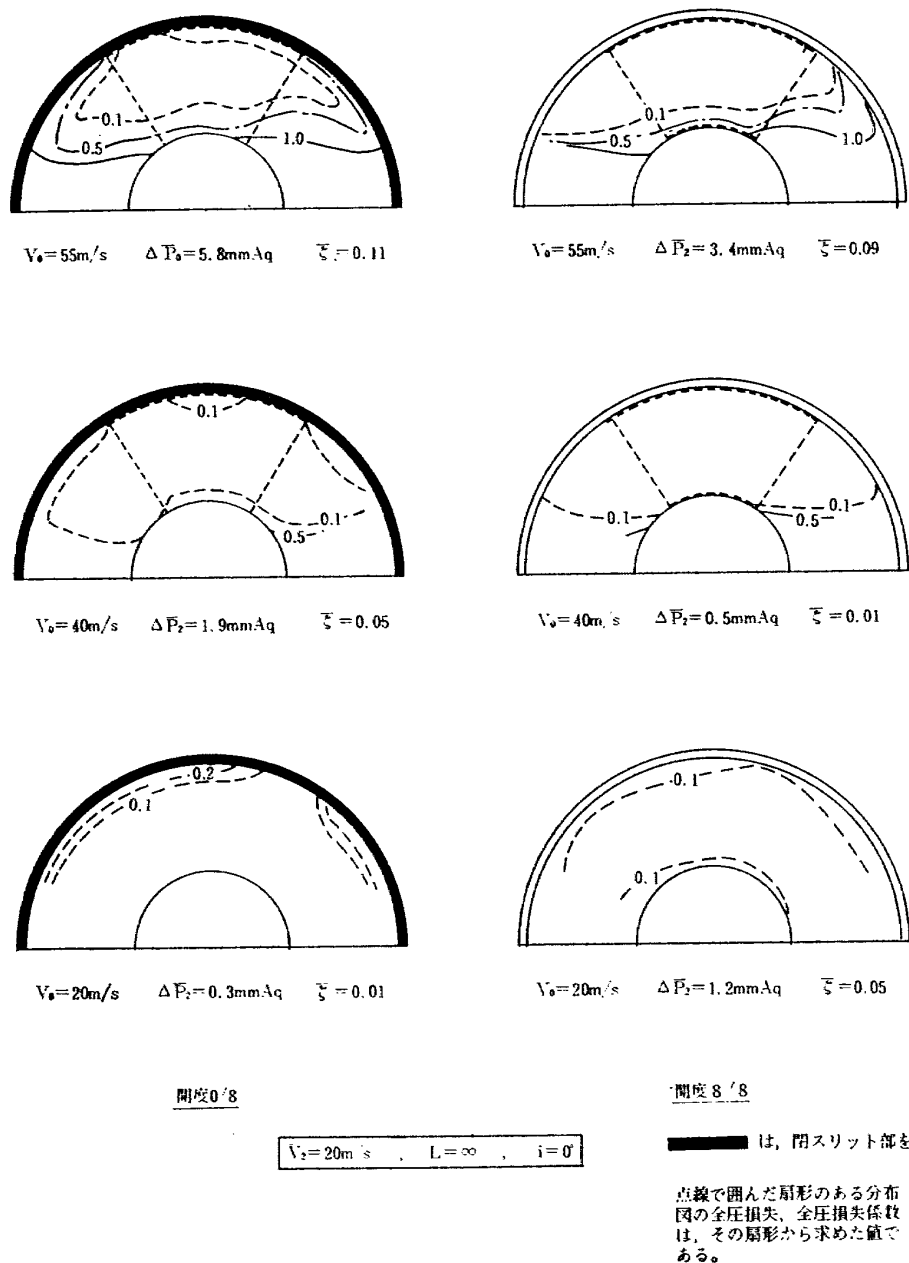 0.1
0.5
1.0
0.1
0.5
1.0
V₀=55m/s ΔP̅₀=5.8mmAq ξ̅=0.11
V₀=55m/s ΔP̅₂=3.4mmAq ξ̅=0.09
0.1
0.1
0.5
0.1
0.1
0.5
V₀=40m/s ΔP̅₂=1.9mmAq ξ̅=0.05
V₀=40m/s ΔP̅₂=0.5mmAq ξ̅=0.01
0.2
0.1
0.1
0.1
V₀=20m/s ΔP̅₂=0.3mmAq ξ̅=0.01
V₀=20m/s ΔP̅₂=1.2mmAq ξ̅=0.05
開度0/8
開度8/8
V̅₂=20m/s , L=∞ , i=0°
は，閉スリット部を
点線で囲んだ扇形のある分布
図の全圧損失，全圧損失係数
は，その扇形から求めた値で
ある。